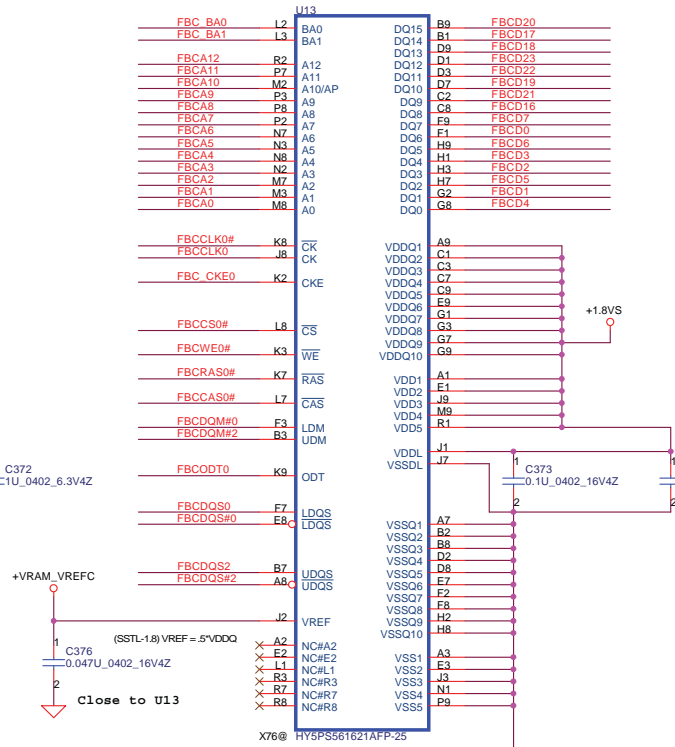 U13
FBC_BA0 L2 BA0 DQ15 B9 FBCD20
FBC_BA1 L3 BA1 DQ14 B1 FBCD17
DQ13 D9 FBCD18
FBCA12 R2 A12 DQ12 D1 FBCD23
FBCA11 P7 A11 DQ11 D3 FBCD22
FBCA10 M2 A10/AP DQ10 D7 FBCD19
FBCA9 P3 A9 DQ9 C2 FBCD21
FBCA8 P8 A8 DQ8 C8 FBCD16
FBCA7 P2 A7 DQ7 F9 FBCD7
FBCA6 N7 A6 DQ6 F1 FBCD0
FBCA5 N3 A5 DQ5 H9 FBCD6
FBCA4 N8 A4 DQ4 H1 FBCD3
FBCA3 N2 A3 DQ3 H3 FBCD2
FBCA2 M7 A2 DQ2 H7 FBCD5
FBCA1 M3 A1 DQ1 G2 FBCD1
FBCA0 M8 A0 DQ0 G8 FBCD4
FBCCLK0# K8 CK VDDQ1 A9
FBCCLK0 J8 CK VDDQ2 C1
VDDQ3 C3
FBC_CKE0 K2 CKE VDDQ4 C7
VDDQ5 C9
VDDQ6 E9
VDDQ7 G1
+1.8VS
FBCCS0# L8 CS VDDQ8 G3
VDDQ9 G7
FBCWE0# K3 WE VDDQ10 G9
FBCRAS0# K7 RAS VDD1 A1
VDD2 E1
FBCCAS0# L7 CAS VDD3 J9
VDD4 M9
FBCDQM#0 F3 LDM VDD5 R1
FBCDQM#2 B3 UDM
VDDL J1
VSSDL J7
C372
C1U_0402_6.3V4Z
FBCODT0 K9 ODT
1 C373
0.1U_0402_16V4Z
2
1
2
FBCDQS0 F7 LDQS
FBCDQS#0 E8 LDQS VSSQ1 A7
VSSQ2 B2
VSSQ3 B8
VSSQ4 D2
FBCDQS2 B7 UDQS VSSQ5 D8
FBCDQS#2 A8 UDQS VSSQ6 E7
VSSQ7 F2
VSSQ8 F8
+VRAM_VREFC
J2 VREF VSSQ9 H2
VSSQ10 H8
(SSTL-1.8) VREF = .5*VDDQ
A2 NC#A2
E2 NC#E2 VSS1 A3
L1 NC#L1 VSS2 E3
R3 NC#R3 VSS3 J3
R7 NC#R7 VSS4 N1
R8 NC#R8 VSS5 P9
1 C376
0.047U_0402_16V4Z
2
Close to U13
X76@ HY5PS561621AFP-25